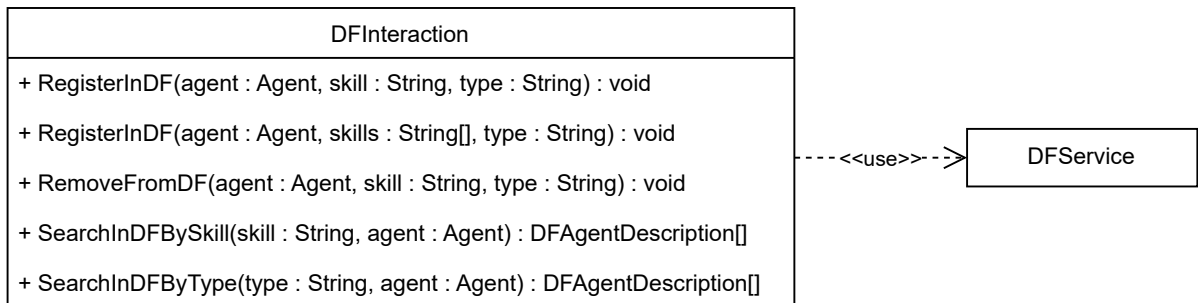 DFInteraction
+ RegisterInDF(agent : Agent, skill : String, type : String) : void
+ RegisterInDF(agent : Agent, skills : String[], type : String) : void
+ RemoveFromDF(agent : Agent, skill : String, type : String) : void
+ SearchInDFBySkill(skill : String, agent : Agent) : DFAgentDescription[]
+ SearchInDFByType(type : String, agent : Agent) : DFAgentDescription[]
<<use>>
DFService